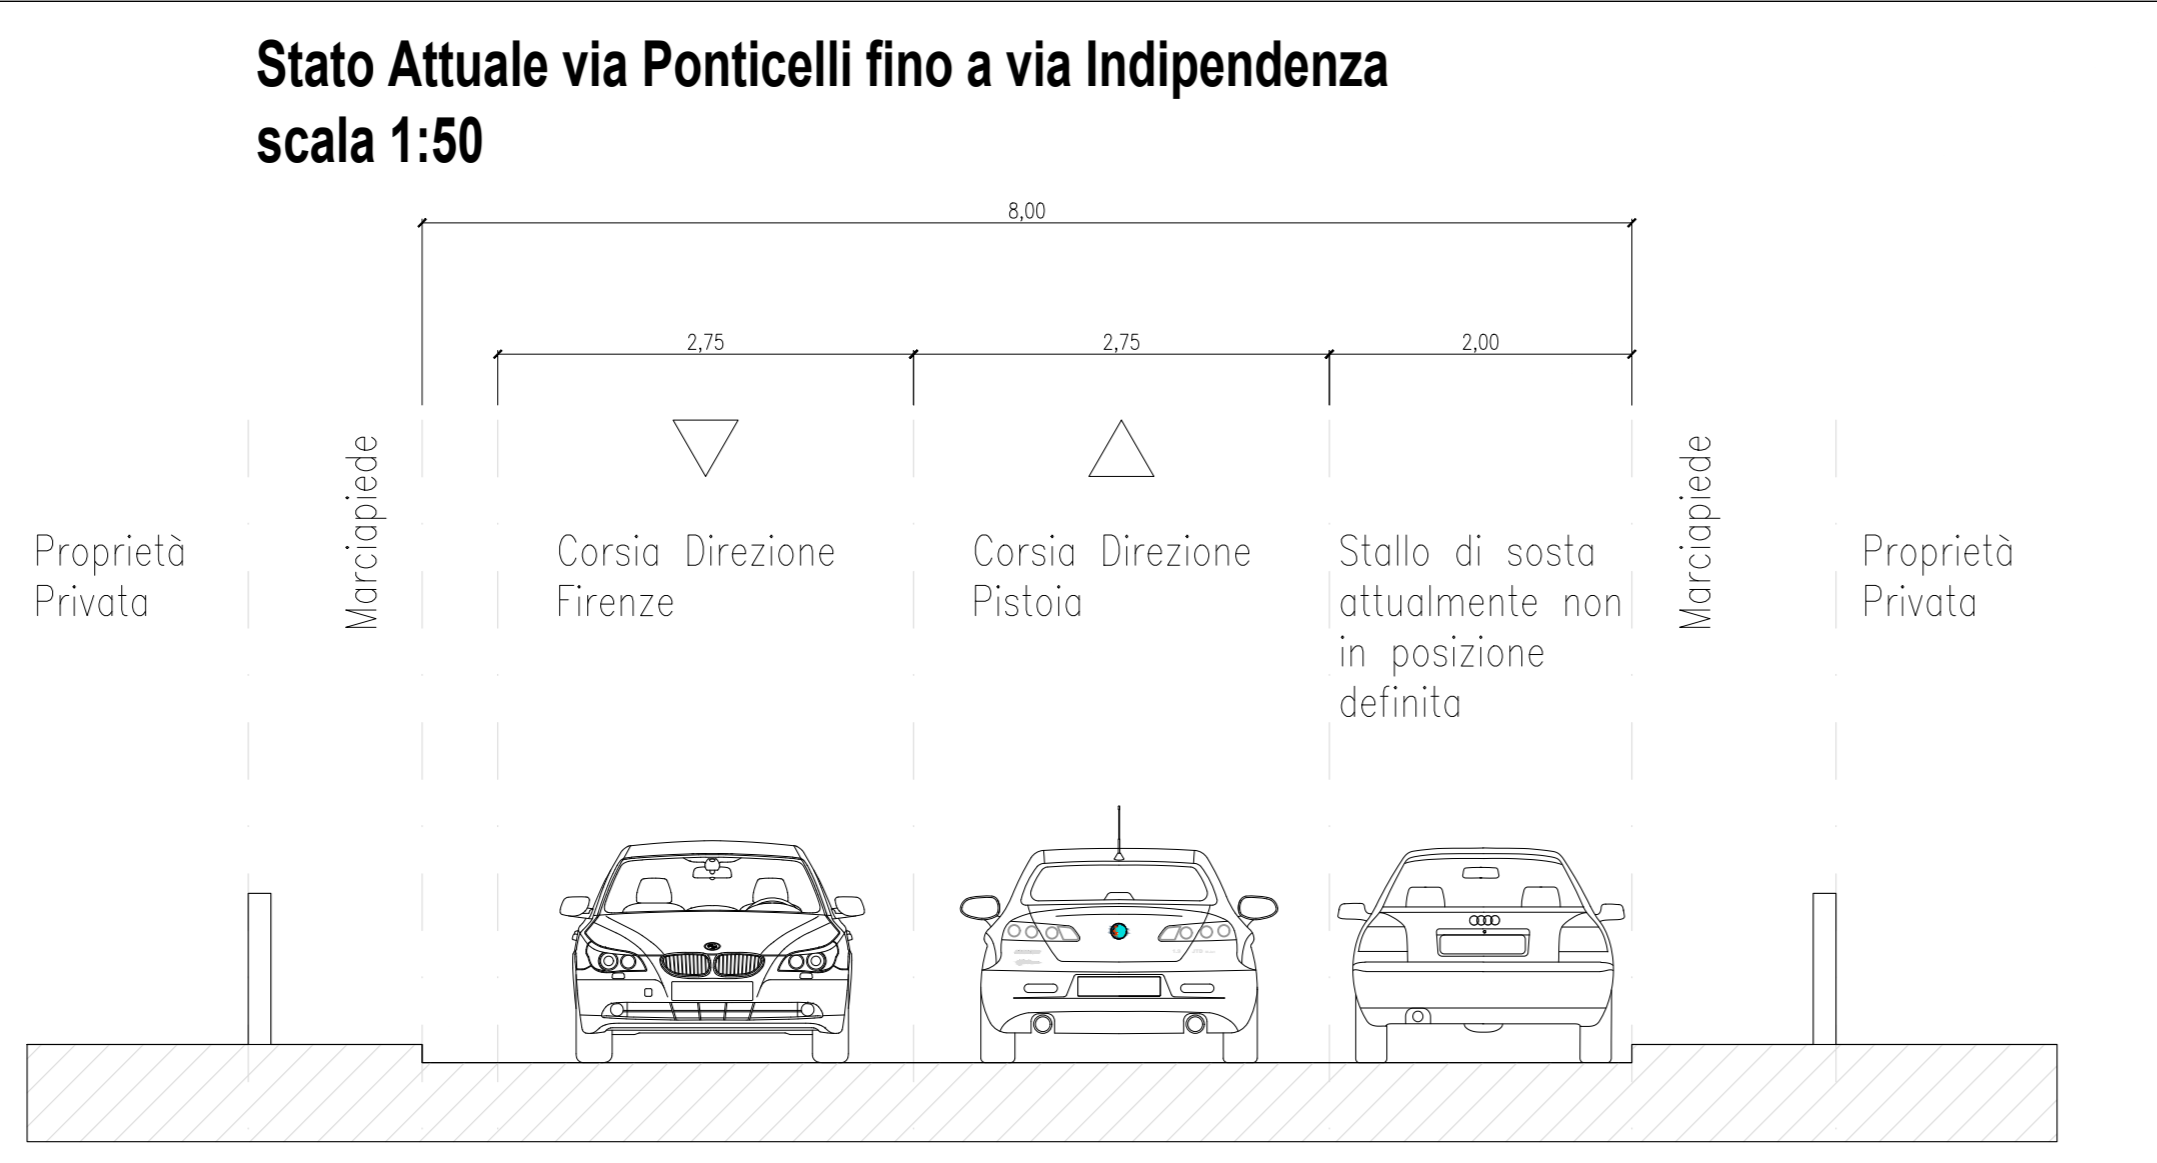 Stato Attuale via Ponticelli fino a via Indipendenza
scala 1:50
8,00
2,75
2,75
2,00
Proprietà
Privata
Marciapiede
Corsia Direzione
Firenze
Corsia Direzione
Pistoia
Stallo di sosta
attualmente non
in posizione
definita
Marciapiede
Proprietà
Privata